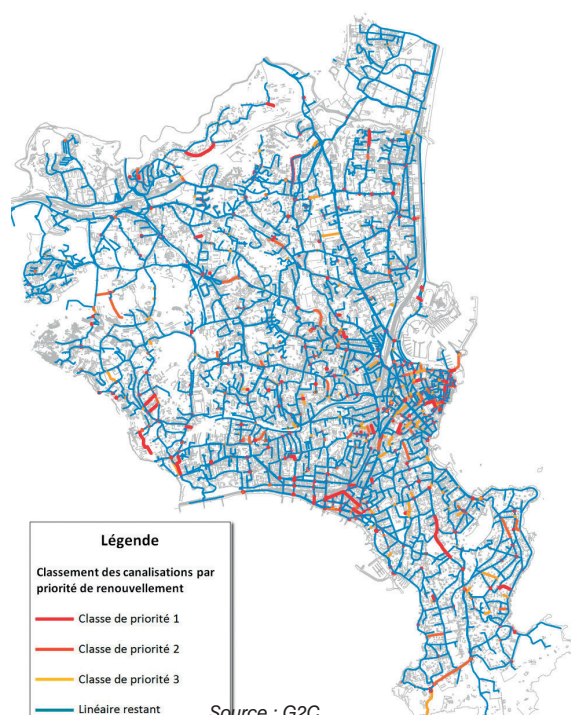 Légende
Classement des canalisations par
priorité de renouvellement
Classe de priorité 1
Classe de priorité 2
Classe de priorité 3
Linéaire restant
Source : G2C